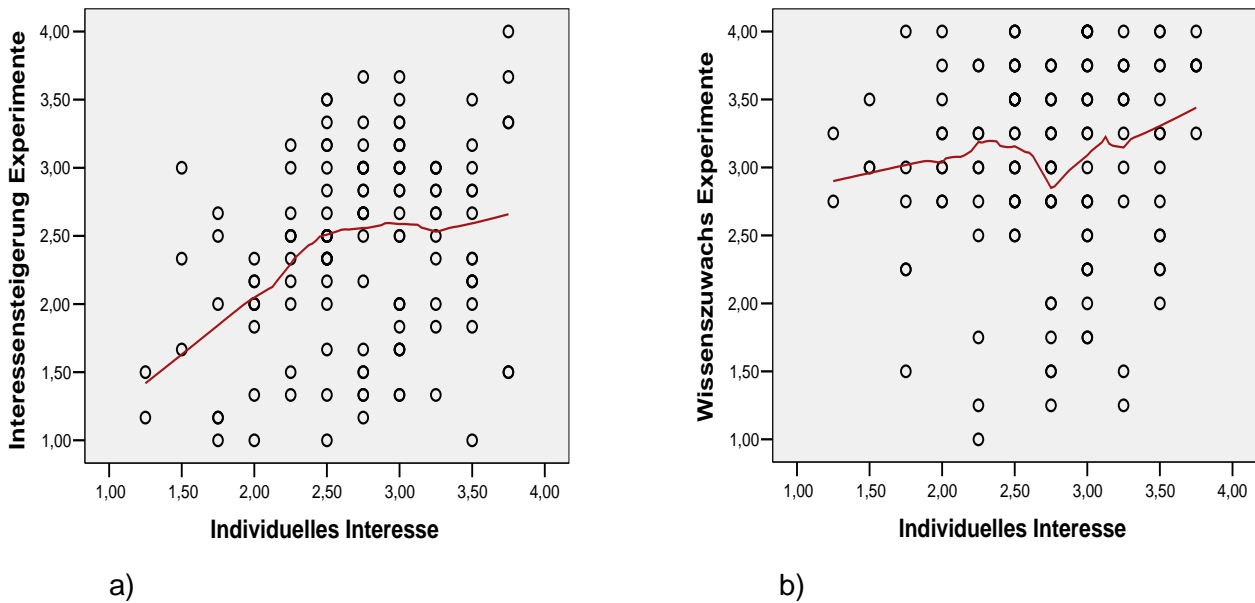 Interessensteigerung Experimente
4,00
3,50
3,00
2,50
2,00
1,50
1,00
1,00 1,50 2,00 2,50 3,00 3,50 4,00
Individuelles Interesse
a)
Wissenszuwachs Experimente
4,00
3,50
3,00
2,50
2,00
1,50
1,00
1,00 1,50 2,00 2,50 3,00 3,50 4,00
Individuelles Interesse
b)